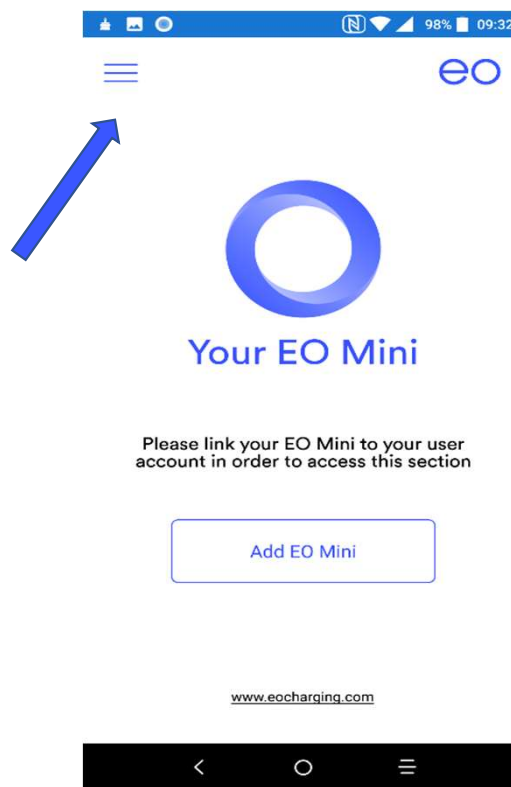 98% 09:32
eo
Your EO Mini
Please link your EO Mini to your user
account in order to access this section
Add EO Mini
www.eocharging.com